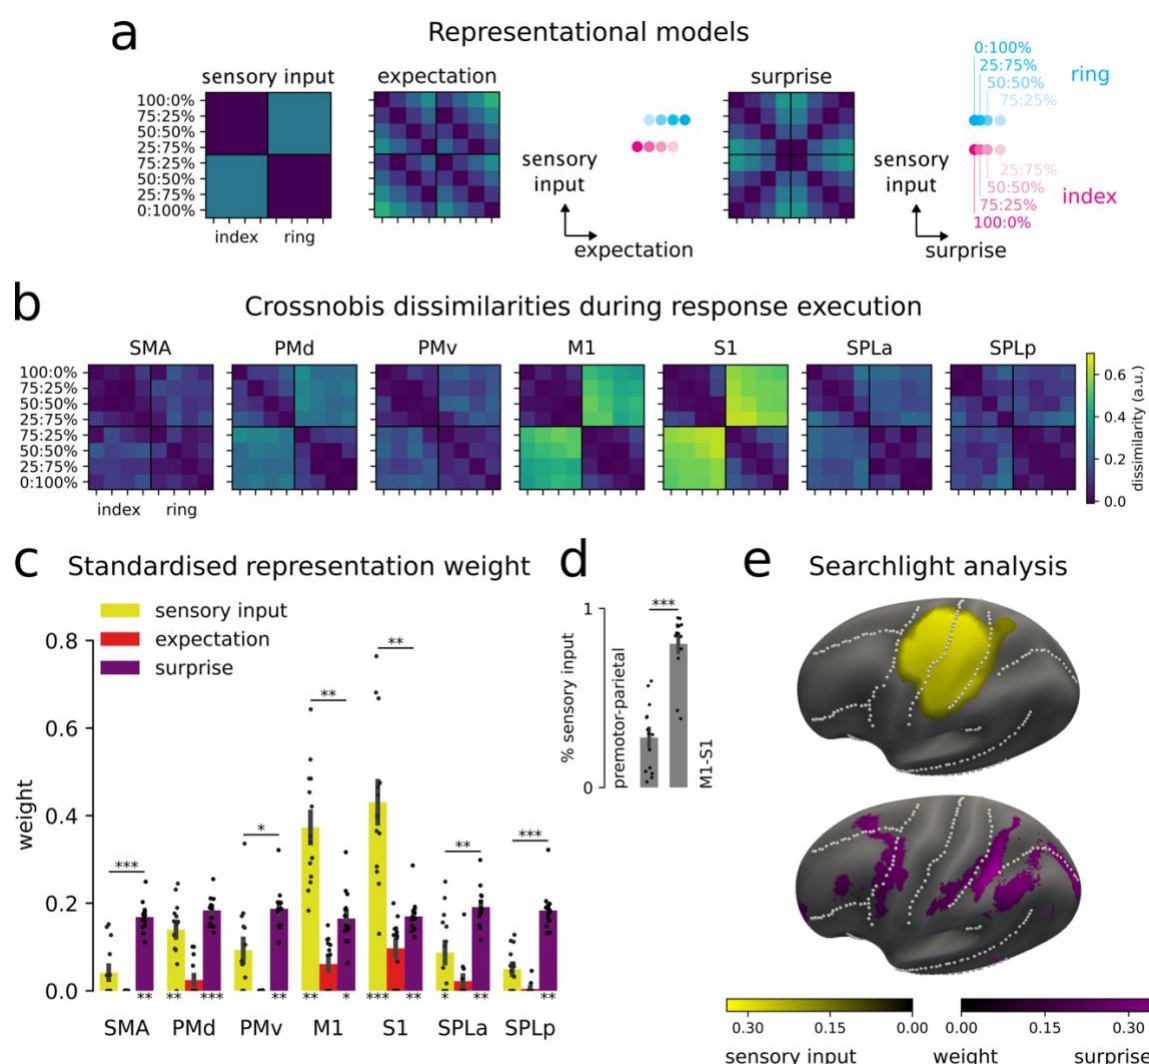 a
Representational models
sensory input
expectation
surprise
100:0%
75:25%
50:50%
25:75%
75:25%
50:50%
25:75%
0:100%
index
ring
sensory
input
expectation
sensory
input
surprise
0:100%
25:75%
50:50%
75:25%
ring
25:75%
50:50%
75:25%
100:0%
index
b
Crossnobis dissimilarities during response execution
SMA
PMd
PMv
M1
S1
SPLa
SPLp
100:0%
75:25%
50:50%
25:75%
75:25%
50:50%
25:75%
0:100%
index
ring
0.6
0.4
0.2
0.0
dissimilarity (a.u.)
c
Standardised representation weight
sensory input
expectation
surprise
weight
0.8
0.6
0.4
0.2
0.0
***
*
**
**
**
***
**
**
***
**
**
*
***
**
*
**
**
SMA
PMd
PMv
M1
S1
SPLa
SPLp
d
***
1
0
% sensory input
premotor-parietal
M1-S1
e
Searchlight analysis
0.30
0.15
0.00
0.00
0.15
0.30
sensory input
weight
surprise